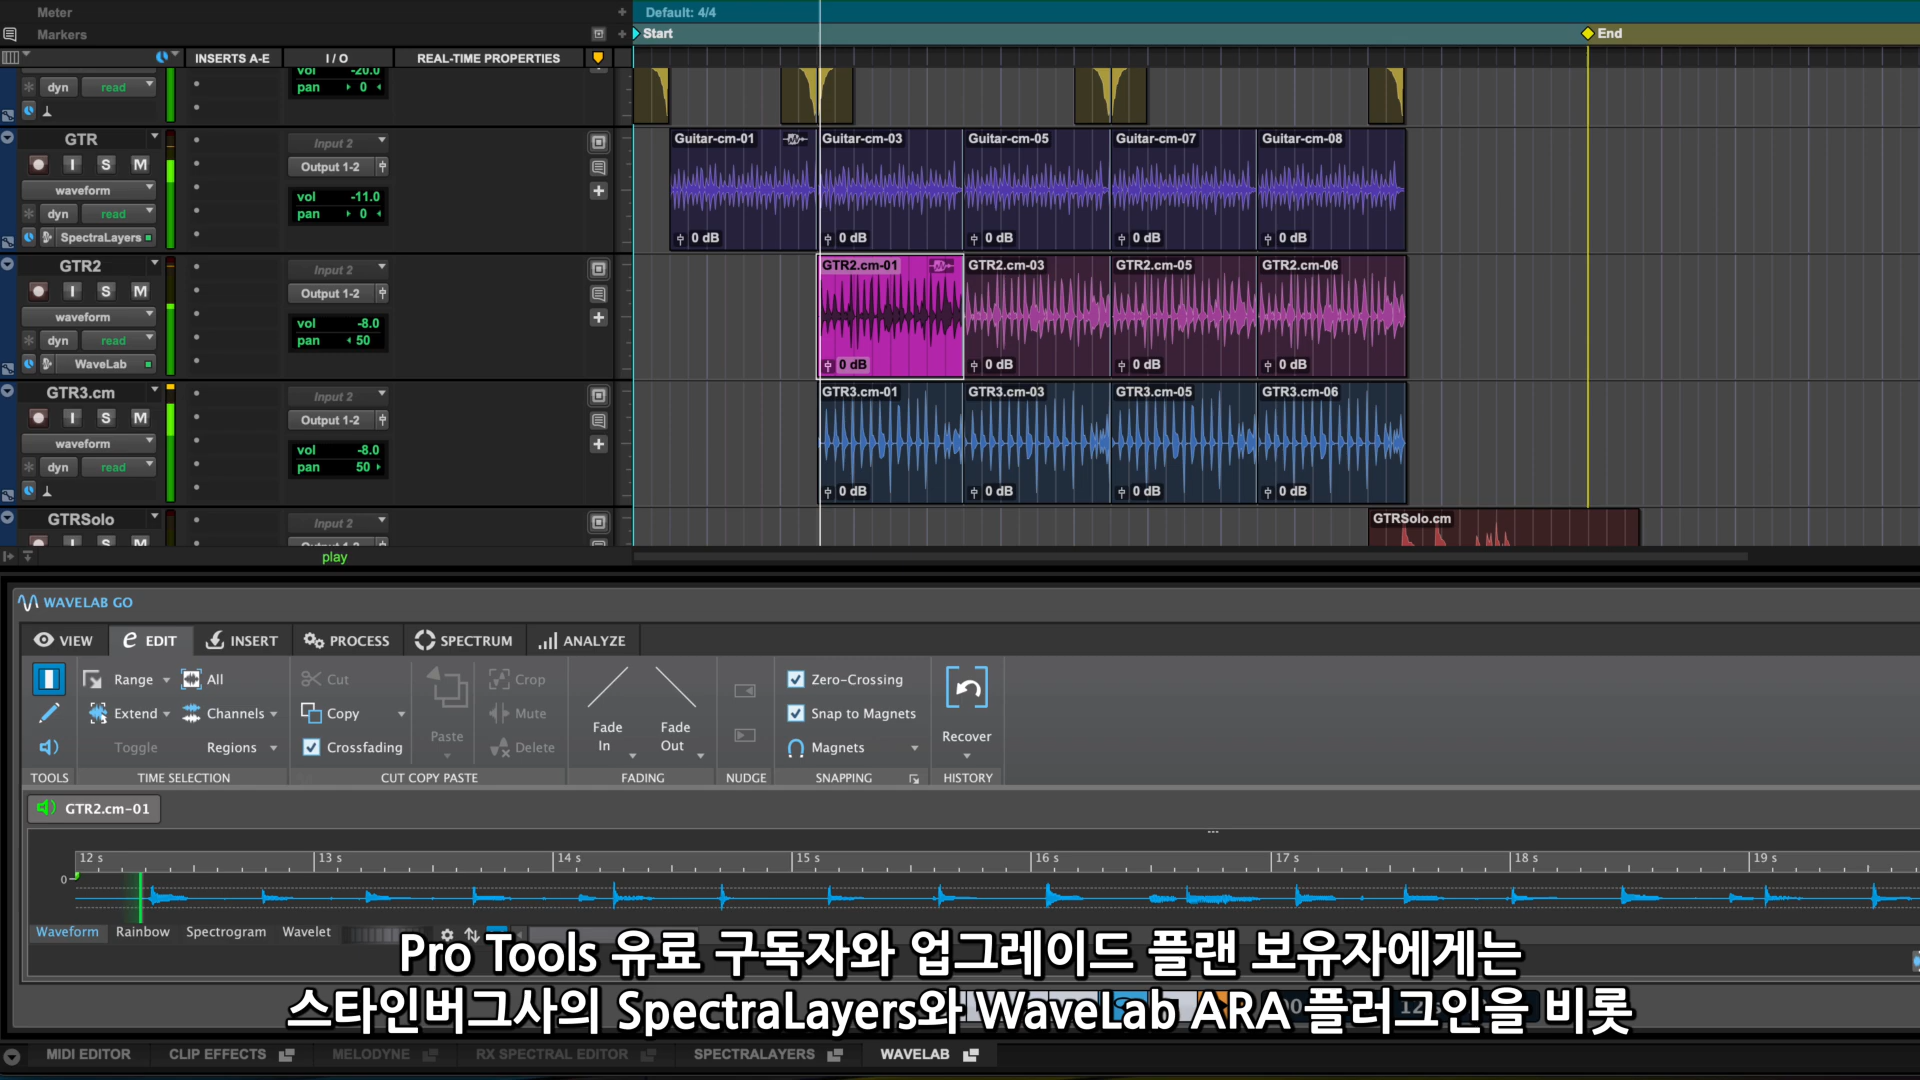 Meter
Default: 4/4
Markers
Start
End
INSERTS A-E
I / O
REAL-TIME PROPERTIES
vol -20.0
dyn read
pan 0
GTR
I S M
waveform
dyn read
SpectraLayers
Input 2
Output 1-2
vol -11.0
pan 0
Guitar-cm-01 Guitar-cm-03 Guitar-cm-05 Guitar-cm-07 Guitar-cm-08
0 dB 0 dB 0 dB 0 dB 0 dB
GTR2
I S M
waveform
dyn read
WaveLab
Input 2
Output 1-2
vol -8.0
pan 50
GTR2.cm-01 GTR2.cm-03 GTR2.cm-05 GTR2.cm-06
0 dB 0 dB 0 dB 0 dB
GTR3.cm
I S M
waveform
dyn read
Input 2
Output 1-2
vol -8.0
pan 50
GTR3.cm-01 GTR3.cm-03 GTR3.cm-05 GTR3.cm-06
0 dB 0 dB 0 dB 0 dB
GTRSolo
I S M
Input 2
Output 1-2
GTRSolo.cm
play
WAVELAB GO
VIEW EDIT INSERT PROCESS SPECTRUM ANALYZE
Range All Cut Crop Zero-Crossing
Extend Channels Copy Mute Snap to Magnets
Toggle Regions Crossfading Paste Delete Fade In Fade Out Magnets Recover
TOOLS TIME SELECTION CUT COPY PASTE FADING NUDGE SNAPPING HISTORY
GTR2.cm-01
12 s 13 s 14 s 15 s 16 s 17 s 18 s 19 s
0
Waveform Rainbow Spectrogram Wavelet
Pro Tools 유료 구독자와 업그레이드 플랜 보유자에게는
스타인버그사의 SpectraLayers와 WaveLab ARA 플러그인을 비롯
MIDI EDITOR CLIP EFFECTS MELODYNE RX SPECTRAL EDITOR SPECTRALAYERS WAVELAB